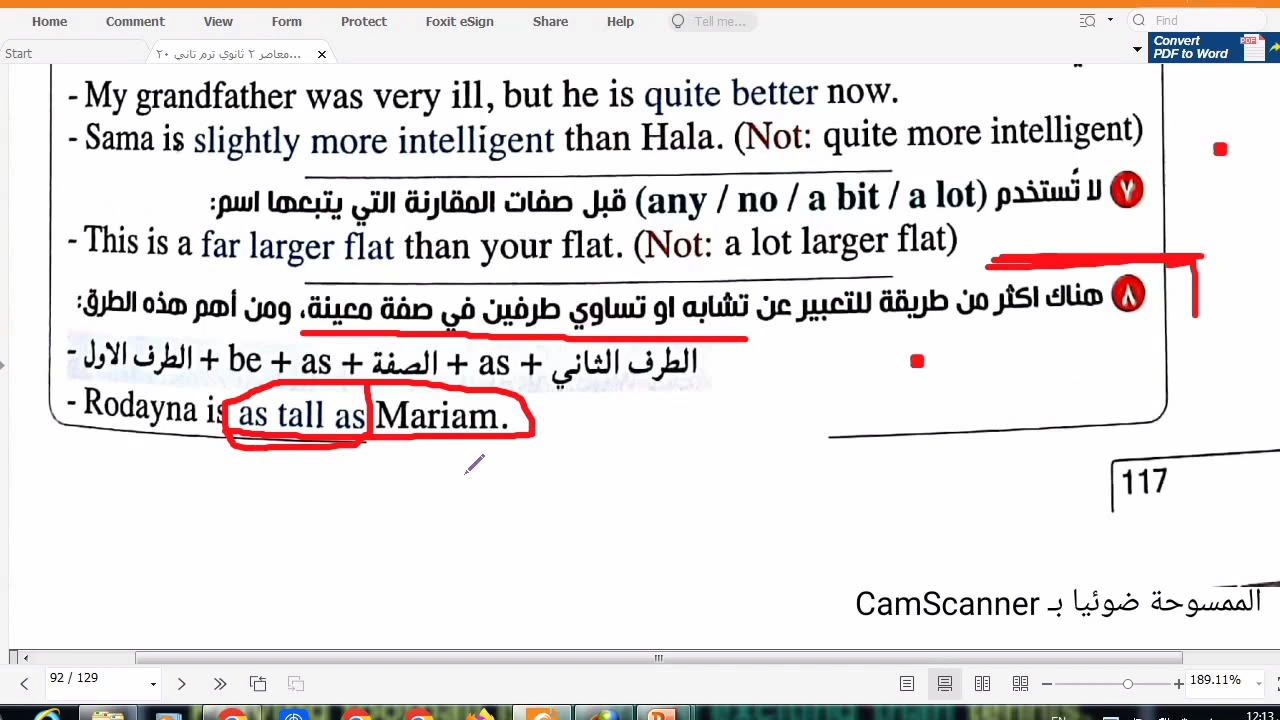 Home Comment View Form Protect Foxit eSign Share Help Tell me... Find
Start معاصر ٢ ثانوي ترم تاني ٢٠... Convert PDF to Word
- My grandfather was very ill, but he is quite better now.
- Sama is slightly more intelligent than Hala. (Not: quite more intelligent)
٧ لا تُستخدم (any / no / a bit / a lot) قبل صفات المقارنة التي يتبعها اسم:
- This is a far larger flat than your flat. (Not: a lot larger flat)
٨ هناك اكثر من طريقة للتعبير عن تشابه او تساوي طرفين في صفة معينة، ومن أهم هذه الطرق:
- الطرف الاول + be + as + الصفة + as + الطرف الثاني
- Rodayna is as tall as Mariam.
117
الممسوحة ضوئيا بـ CamScanner
92 / 129 189.11%
EN 12:13